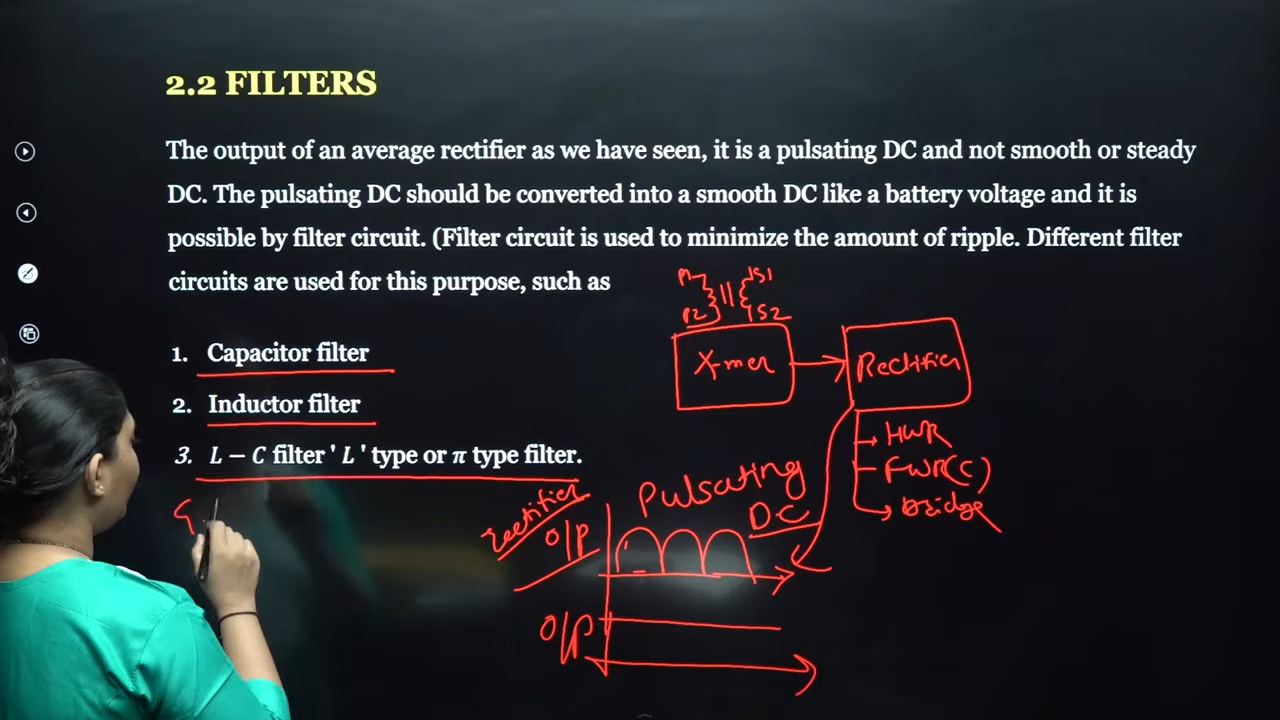 2.2 FILTERS
The output of an average rectifier as we have seen, it is a pulsating DC and not smooth or steady
DC. The pulsating DC should be converted into a smooth DC like a battery voltage and it is
possible by filter circuit. (Filter circuit is used to minimize the amount of ripple. Different filter
circuits are used for this purpose, such as
1. Capacitor filter
2. Inductor filter
3. L – C filter ' L ' type or π type filter.
P1
S1
P2
S2
X-mer
Rectifier
HWR
FWR(C)
Bridge
Pulsating
DC
Rectifier
O/P
O/P